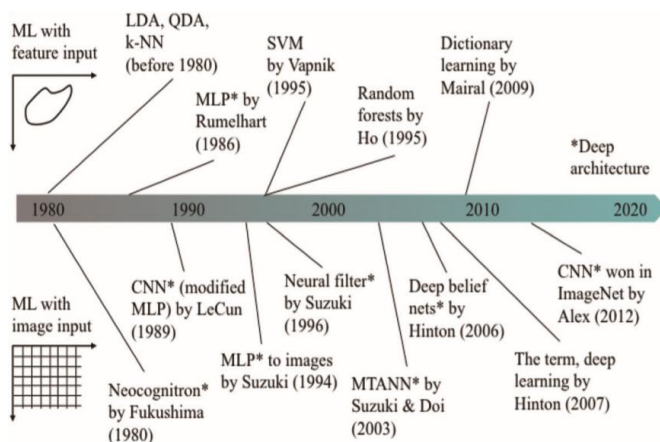 ML with
feature input
LDA, QDA,
k-NN
(before 1980)
MLP* by
Rumelhart
(1986)
SVM
by Vapnik
(1995)
Random
forests by
Ho (1995)
Dictionary
learning by
Mairal (2009)
*Deep
architecture
1980
1990
2000
2010
2020
ML with
image input
Neocognitron*
by Fukushima
(1980)
CNN* (modified
MLP) by LeCun
(1989)
MLP* to images
by Suzuki (1994)
Neural filter*
by Suzuki
(1996)
MTANN* by
Suzuki & Doi
(2003)
Deep belief
nets* by
Hinton (2006)
The term, deep
learning by
Hinton (2007)
CNN* won in
ImageNet by
Alex (2012)